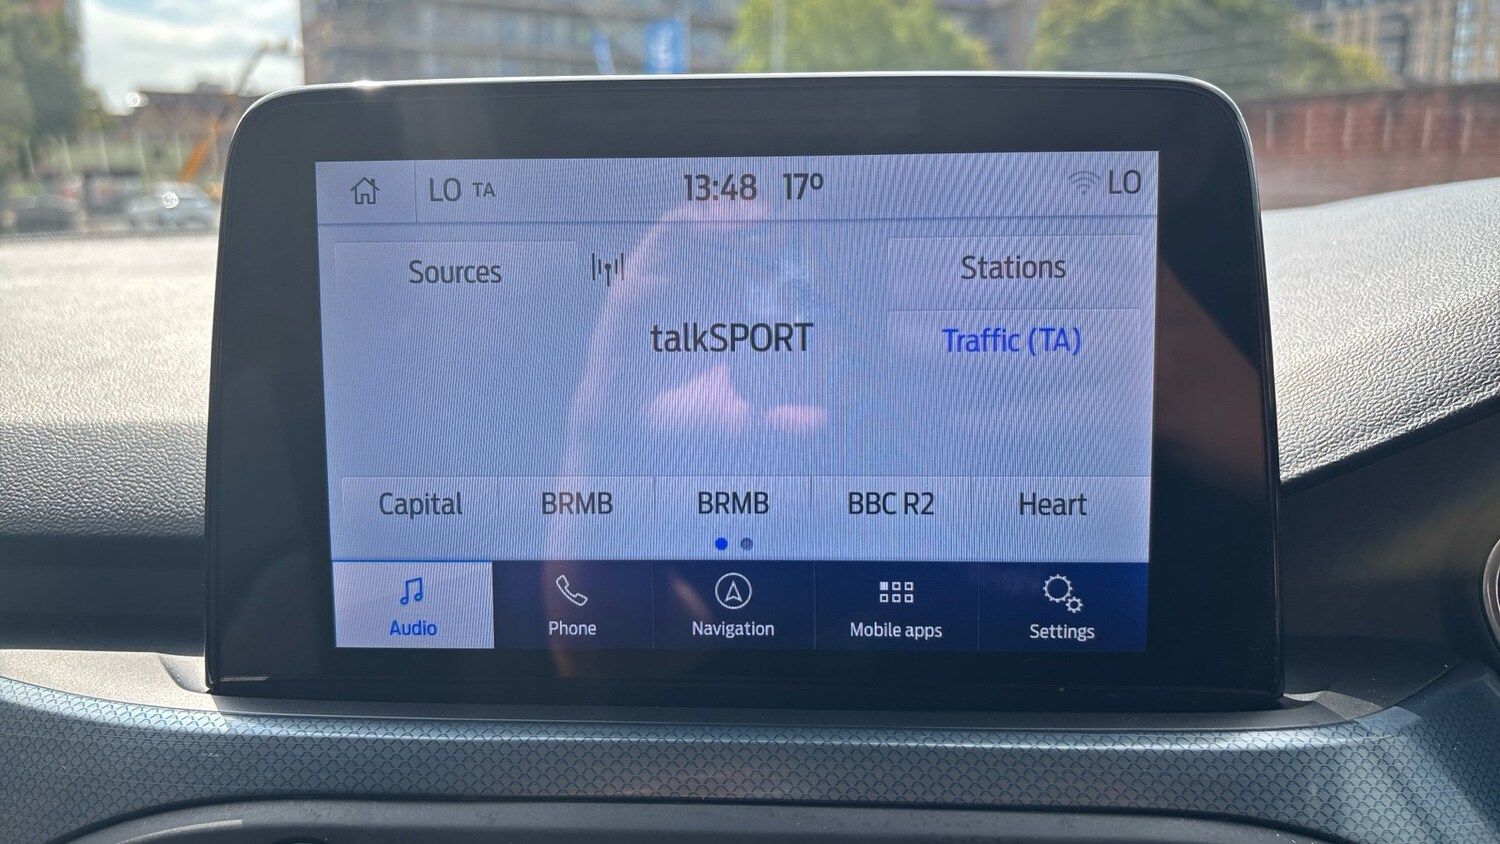 LO TA 13:48 17º LO
Sources Stations
talkSPORT Traffic (TA)
Capital BRMB BRMB BBC R2 Heart
Audio Phone Navigation Mobile apps Settings